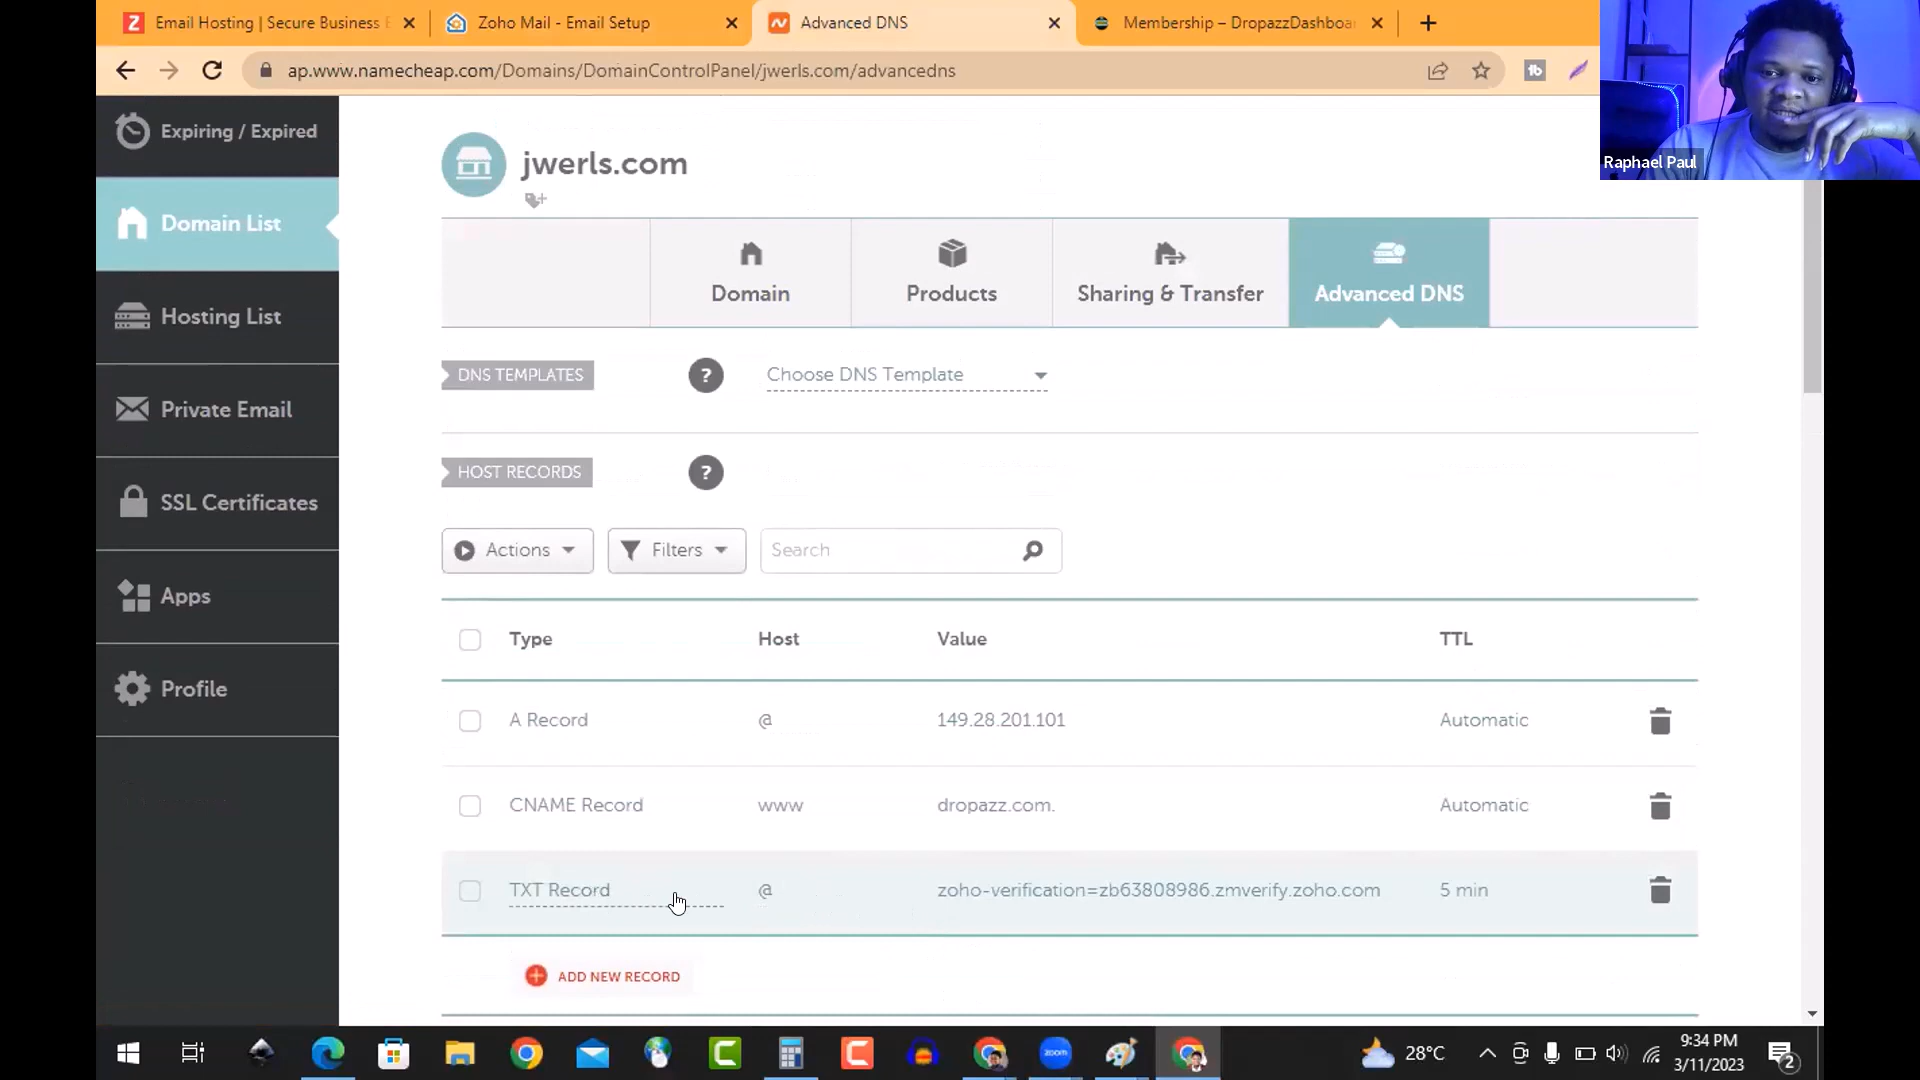 Email Hosting | Secure Business E
Zoho Mail - Email Setup
Advanced DNS
Membership – DropazzDashboar
ap.www.namecheap.com/Domains/DomainControlPanel/jwerls.com/advancedns
Raphael Paul
Expiring / Expired
Domain List
Hosting List
Private Email
SSL Certificates
Apps
Profile
jwerls.com
Domain
Products
Sharing & Transfer
Advanced DNS
DNS TEMPLATES
?
Choose DNS Template
HOST RECORDS
?
Actions
Filters
Search
Type Host Value TTL
A Record @ 149.28.201.101 Automatic
CNAME Record www dropazz.com. Automatic
TXT Record @ zoho-verification=zb63808986.zmverify.zoho.com 5 min
ADD NEW RECORD
zoom
28°C
9:34 PM
3/11/2023
2